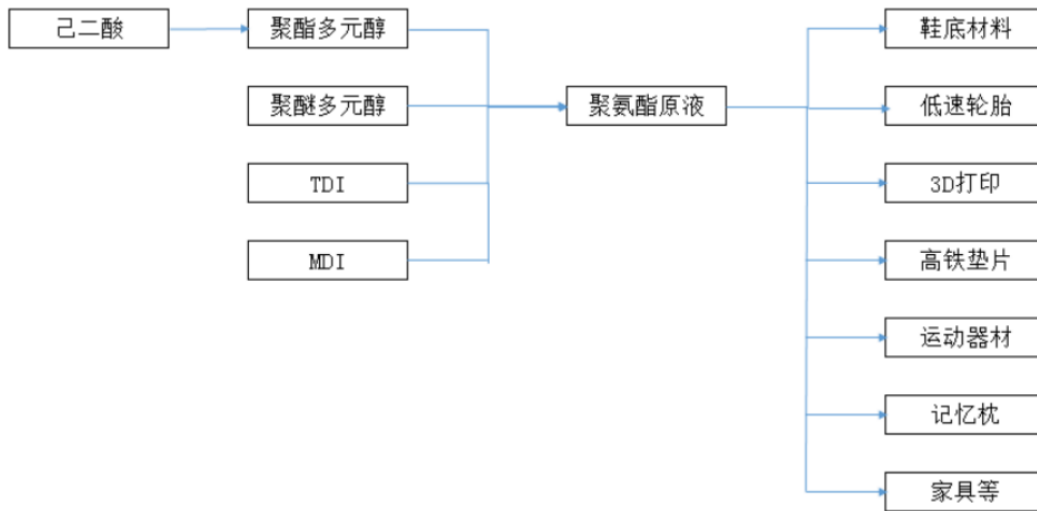 己二酸
聚酯多元醇
聚醚多元醇
TDI
MDI
聚氨酯原液
鞋底材料
低速轮胎
3D打印
高铁垫片
运动器材
记忆枕
家具等